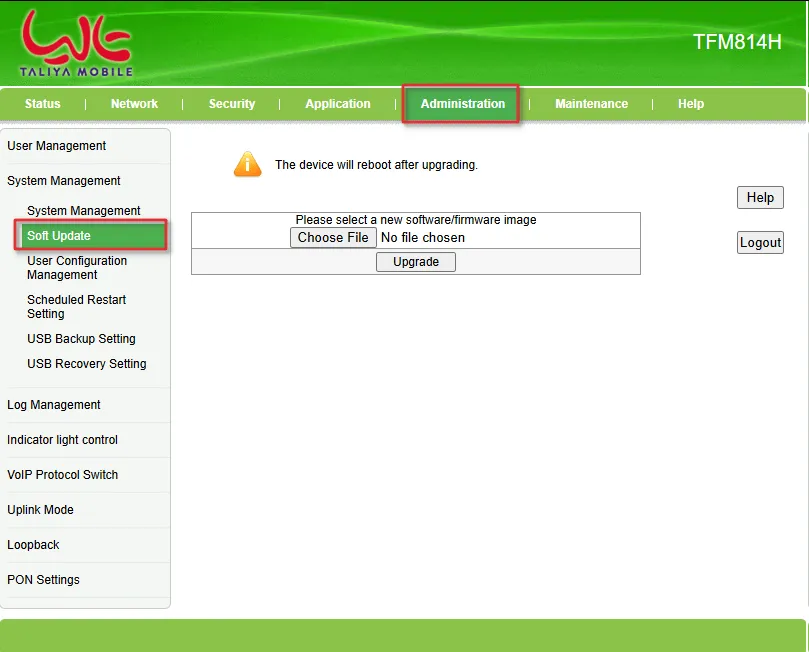 تاليا
TALIYA MOBILE
TFM814H
Status | Network | Security | Application | Administration | Maintenance | Help
User Management
System Management
System Management
Soft Update
User Configuration
Management
Scheduled Restart
Setting
USB Backup Setting
USB Recovery Setting
Log Management
Indicator light control
VoIP Protocol Switch
Uplink Mode
Loopback
PON Settings
! The device will reboot after upgrading.
Please select a new software/firmware image
Choose File No file chosen
Upgrade
Help
Logout